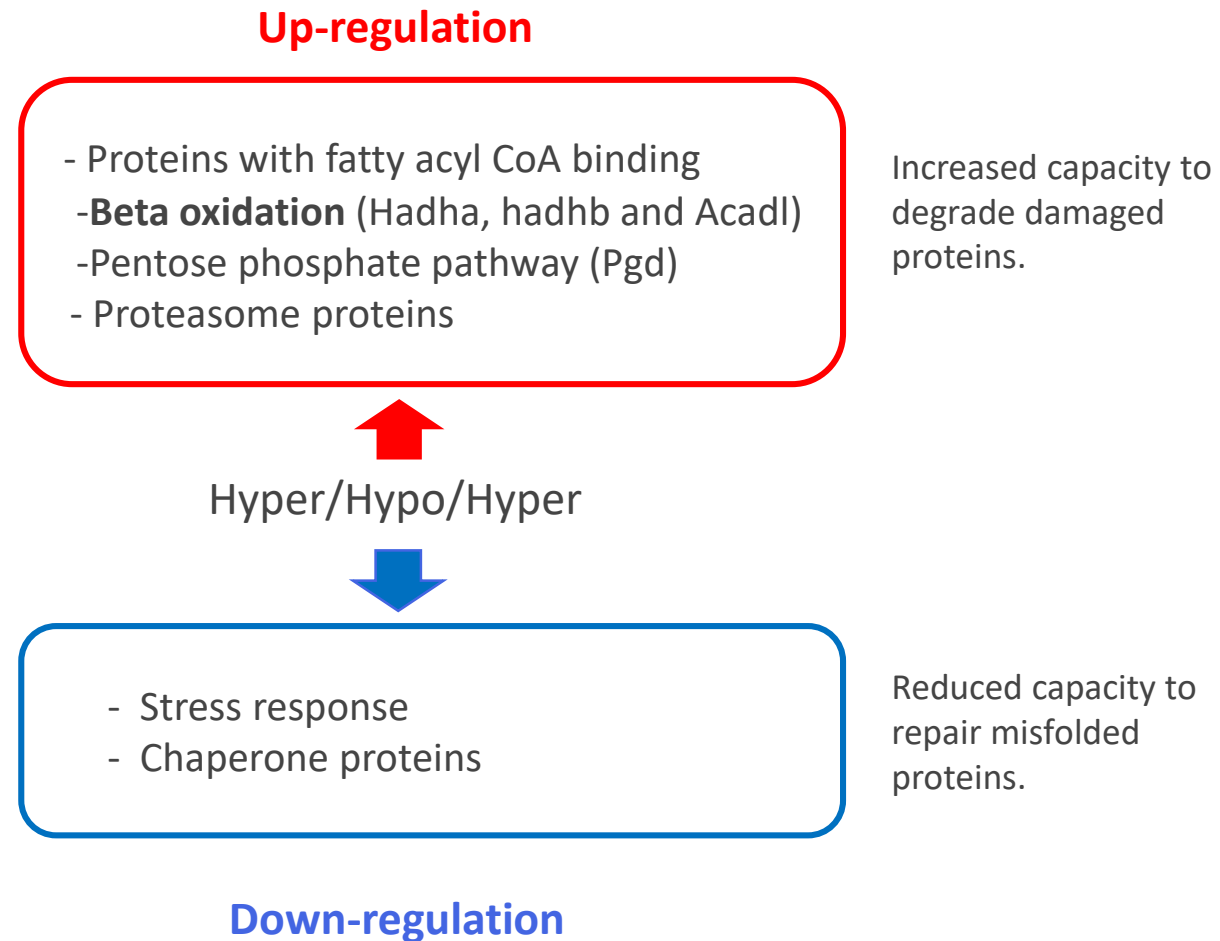 Up-regulation
- Proteins with fatty acyl CoA binding
-Beta oxidation (Hadha, hadhb and Acadl)
-Pentose phosphate pathway (Pgd)
- Proteasome proteins
Increased capacity to
degrade damaged
proteins.
Hyper/Hypo/Hyper
- Stress response
- Chaperone proteins
Reduced capacity to
repair misfolded
proteins.
Down-regulation